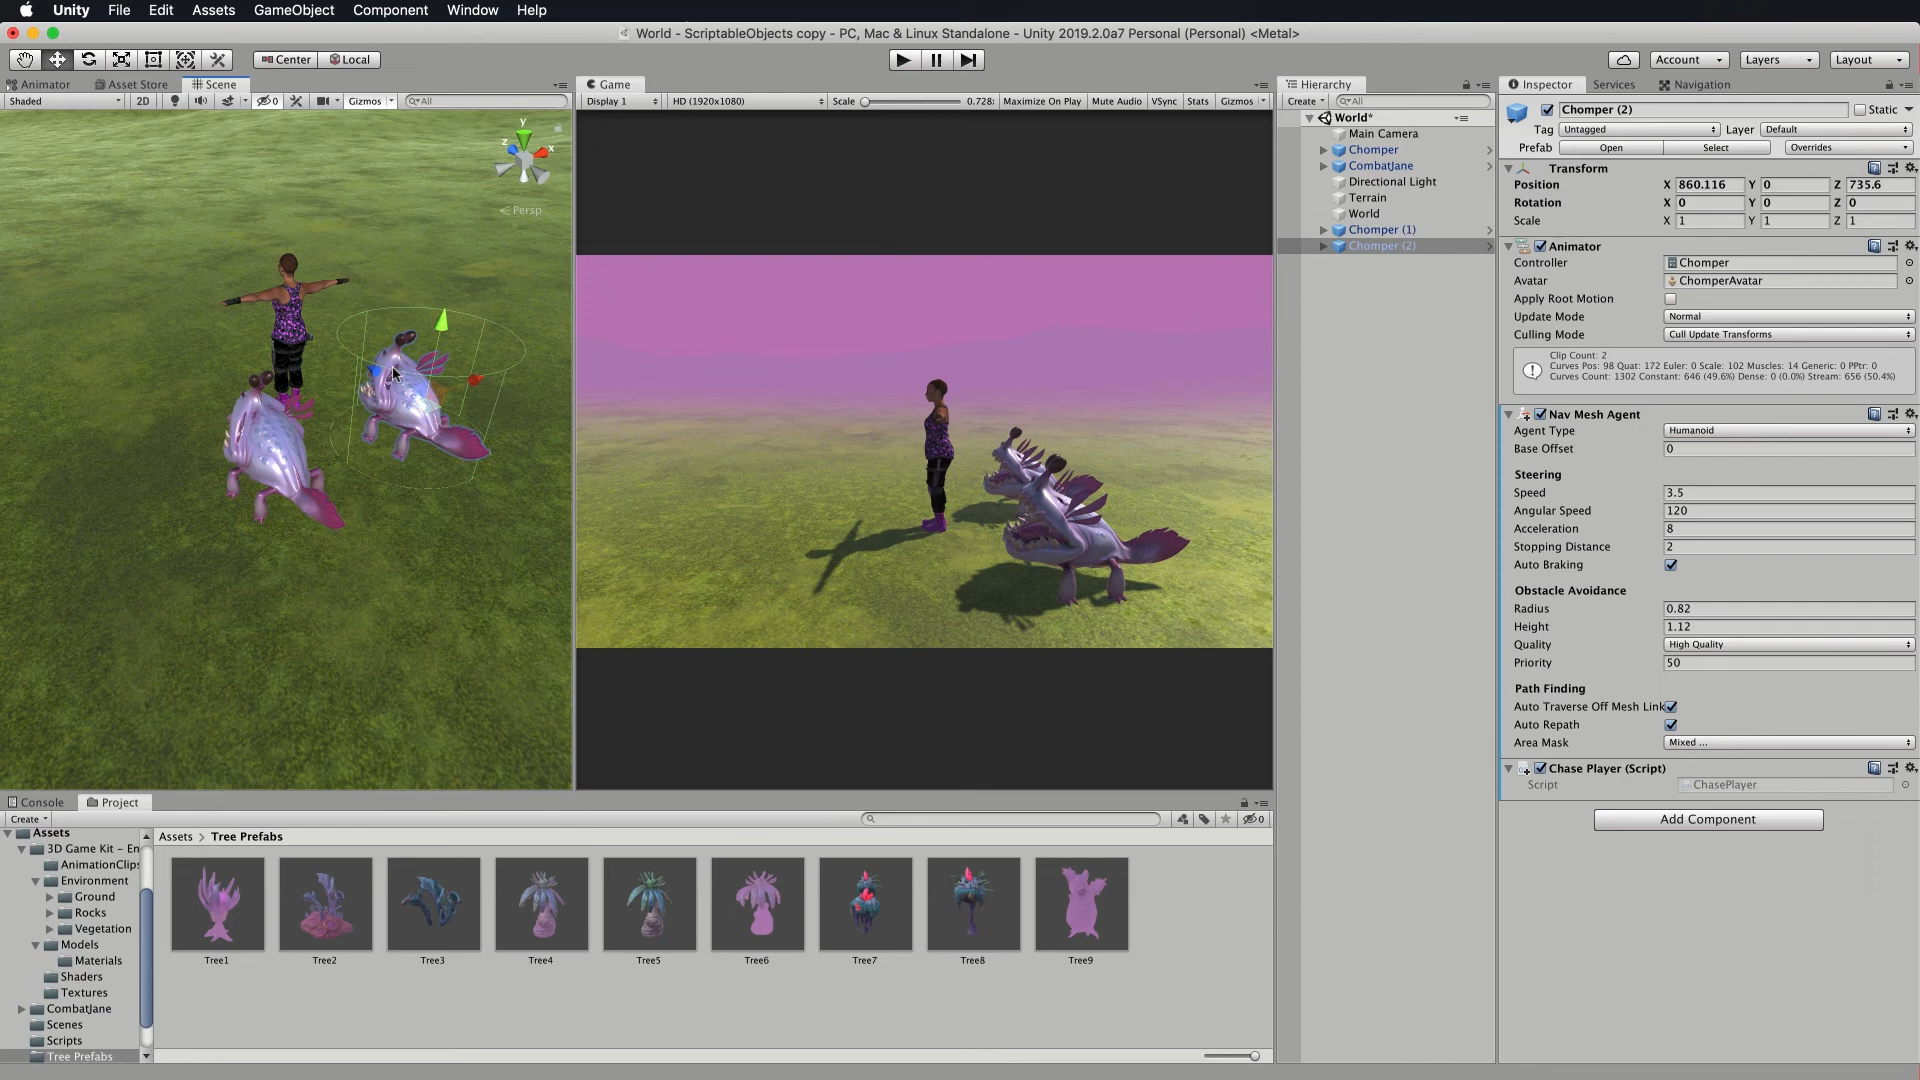 Unity File Edit Assets GameObject Component Window Help
World - ScriptableObjects copy - PC, Mac & Linux Standalone - Unity 2019.2.0a7 Personal (Personal) <Metal>
Center Local
Account Layers Layout
Animator Asset Store Scene
Shaded 2D 0 Gizmos All
y
z x
Persp
Game
Display 1 HD (1920x1080) Scale 0.728: Maximize On Play Mute Audio VSync Stats Gizmos
Hierarchy
Create All
World*
Main Camera
Chomper
CombatJane
Directional Light
Terrain
World
Chomper (1)
Chomper (2)
Inspector Services Navigation
Chomper (2) Static
Tag Untagged Layer Default
Prefab Open Select Overrides
Transform
Position X 860.116 Y 0 Z 735.6
Rotation X 0 Y 0 Z 0
Scale X 1 Y 1 Z 1
Animator
Controller Chomper
Avatar ChomperAvatar
Apply Root Motion
Update Mode Normal
Culling Mode Cull Update Transforms
Clip Count: 2
Curves Pos: 98 Quat: 172 Euler: 0 Scale: 102 Muscles: 14 Generic: 0 PPtr: 0
Curves Count: 1302 Constant: 646 (49.6%) Dense: 0 (0.0%) Stream: 656 (50.4%)
Nav Mesh Agent
Agent Type Humanoid
Base Offset 0
Steering
Speed 3.5
Angular Speed 120
Acceleration 8
Stopping Distance 2
Auto Braking
Obstacle Avoidance
Radius 0.82
Height 1.12
Quality High Quality
Priority 50
Path Finding
Auto Traverse Off Mesh Link
Auto Repath
Area Mask Mixed ...
Chase Player (Script)
Script ChasePlayer
Add Component
Console Project
Create 0
Assets
3D Game Kit - En
AnimationClips
Environment
Ground
Rocks
Vegetation
Models
Materials
Shaders
Textures
CombatJane
Scenes
Scripts
Tree Prefabs
Assets > Tree Prefabs
Tree1 Tree2 Tree3 Tree4 Tree5 Tree6 Tree7 Tree8 Tree9